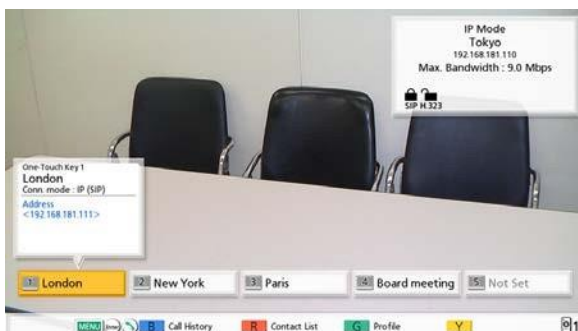 IP Mode
Tokyo
192.168.181.110
Max. Bandwidth : 9.0 Mbps
SIP H.323
One-Touch Key 1
London
Conn. mode : IP (SIP)
Address
<192.168.181.111>
1 London 2 New York 3 Paris 4 Board meeting 5 Not Set
MENU Enter B Call History R Contact List G Profile Y 1